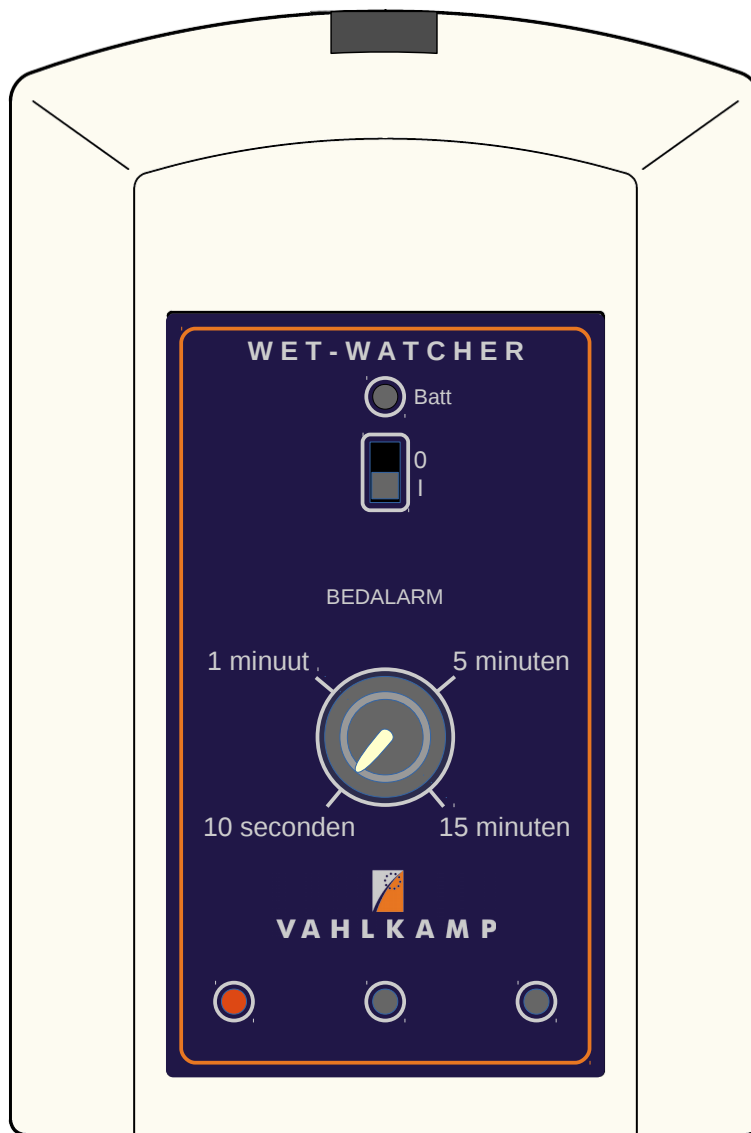 WET-WATCHER
Batt
0
I
BEDALARM
1 minuut
5 minuten
10 seconden
15 minuten
VAHLKAMP